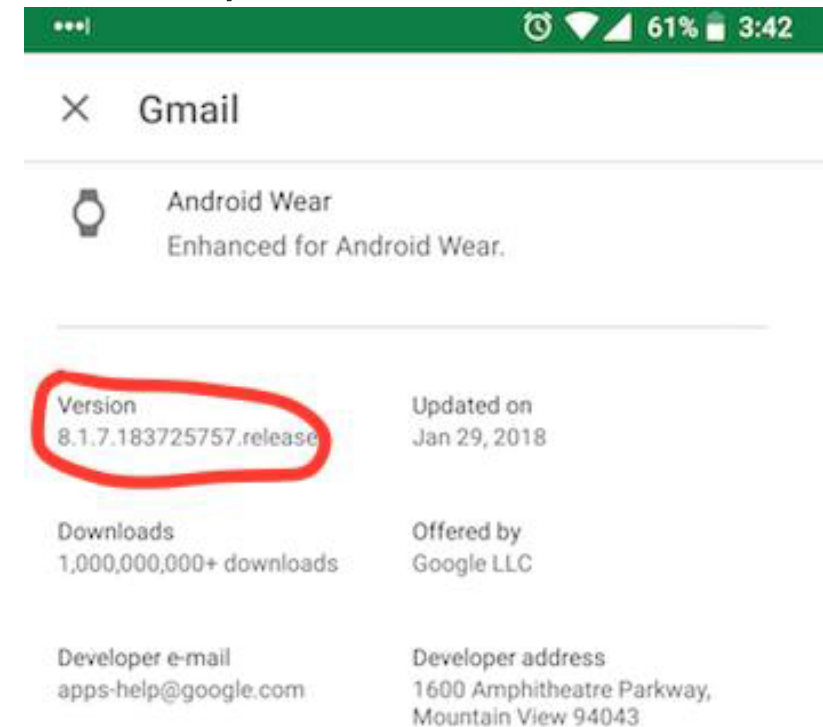 61% 3:42
Gmail
Android Wear
Enhanced for Android Wear.
Version
8.1.7.183725757.release
Updated on
Jan 29, 2018
Downloads
1,000,000,000+ downloads
Offered by
Google LLC
Developer e-mail
apps-help@google.com
Developer address
1600 Amphitheatre Parkway,
Mountain View 94043